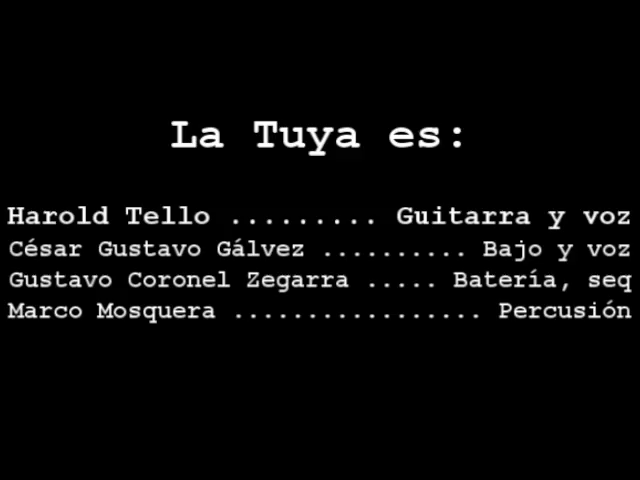 La Tuya es:
Harold Tello ......... Guitarra y voz
César Gustavo Gálvez .......... Bajo y voz
Gustavo Coronel Zegarra ..... Batería, seq
Marco Mosquera ................. Percusión